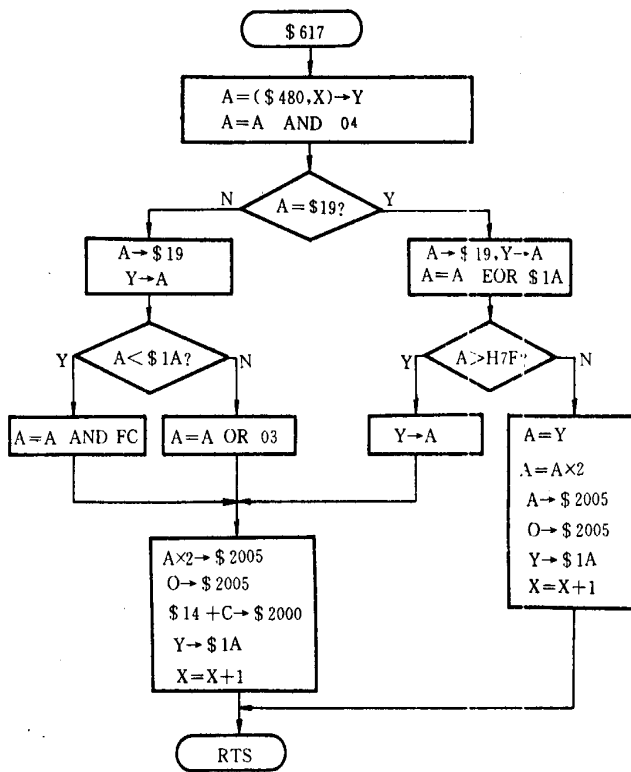 $617
A=($480,X)→Y
A=A AND 04
A=$19?
N
Y
A→$19
Y→A
A→$19,Y→A
A=A EOR $1A
A<$1A?
Y
N
A>H7F?
Y
N
A=A AND FC
A=A OR 03
Y→A
A=Y
A=A×2
A→$2005
O→$2005
Y→$1A
X=X+1
A×2→$2005
O→$2005
$14+C→$2000
Y→$1A
X=X+1
RTS